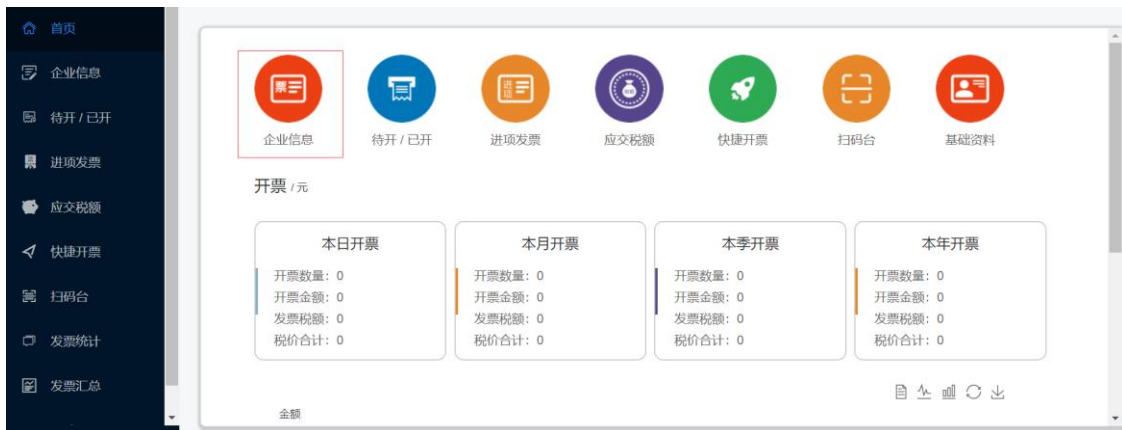 首页
企业信息
待开 / 已开
进项发票
应交税额
快捷开票
扫码台
发票统计
发票汇总
票
进项
企业信息 待开 / 已开 进项发票 应交税额 快捷开票 扫码台 基础资料
开票 / 元
本日开票
开票数量: 0
开票金额: 0
发票税额: 0
税价合计: 0
本月开票
开票数量: 0
开票金额: 0
发票税额: 0
税价合计: 0
本季开票
开票数量: 0
开票金额: 0
发票税额: 0
税价合计: 0
本年开票
开票数量: 0
开票金额: 0
发票税额: 0
税价合计: 0
金额